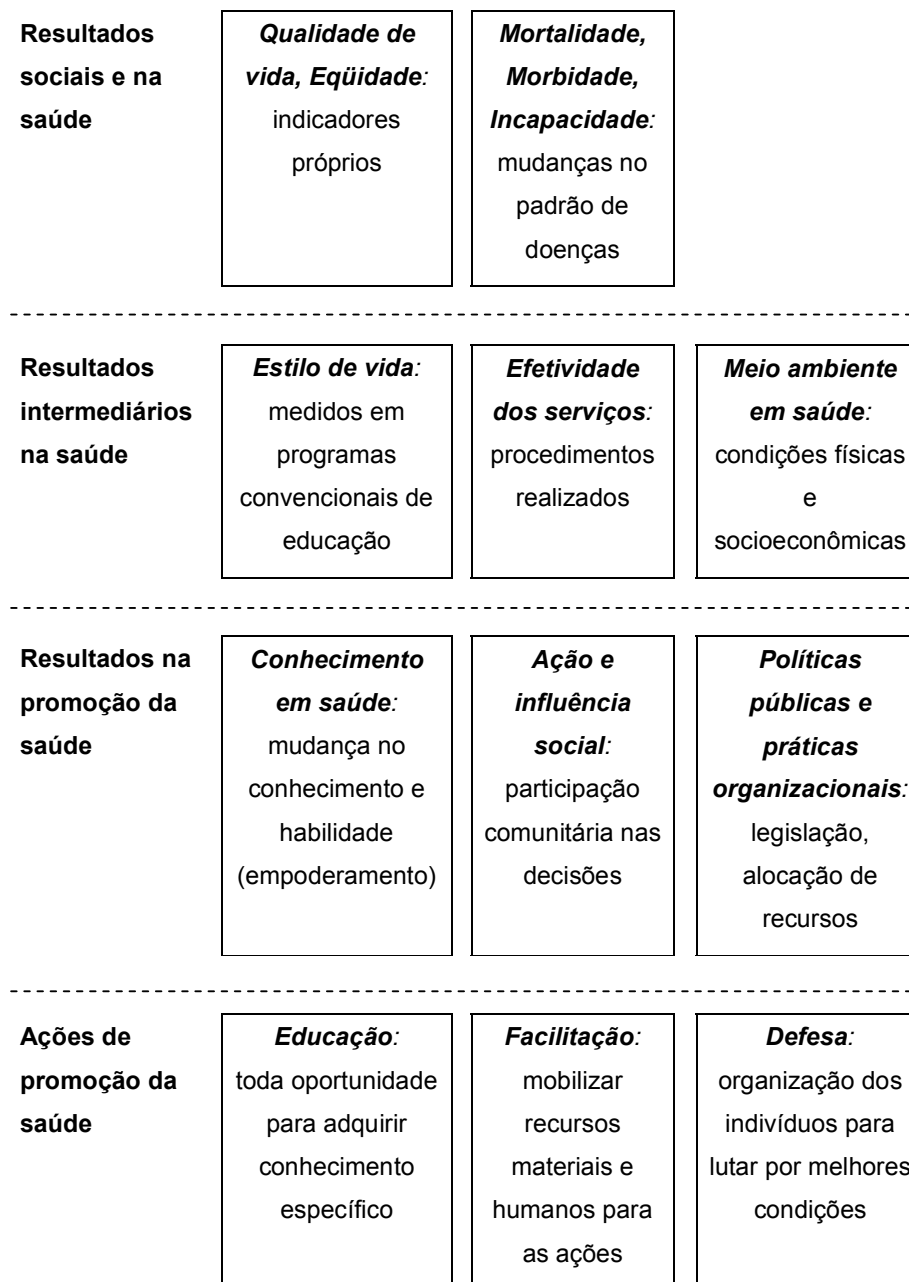 Resultados
sociais e na
saúde
Qualidade de
vida, Eqüidade:
indicadores
próprios
Mortalidade,
Morbidade,
Incapacidade:
mudanças no
padrão de
doenças
Resultados
intermediários
na saúde
Estilo de vida:
medidos em
programas
convencionais de
educação
Efetividade
dos serviços:
procedimentos
realizados
Meio ambiente
em saúde:
condições físicas
e
socioeconômicas
Resultados na
promoção da
saúde
Conhecimento
em saúde:
mudança no
conhecimento e
habilidade
(empoderamento)
Ação e
influência
social:
participação
comunitária nas
decisões
Políticas
públicas e
práticas
organizacionais:
legislação,
alocação de
recursos
Ações de
promoção da
saúde
Educação:
toda oportunidade
para adquirir
conhecimento
específico
Facilitação:
mobilizar
recursos
materiais e
humanos para
as ações
Defesa:
organização dos
indivíduos para
lutar por melhores
condições